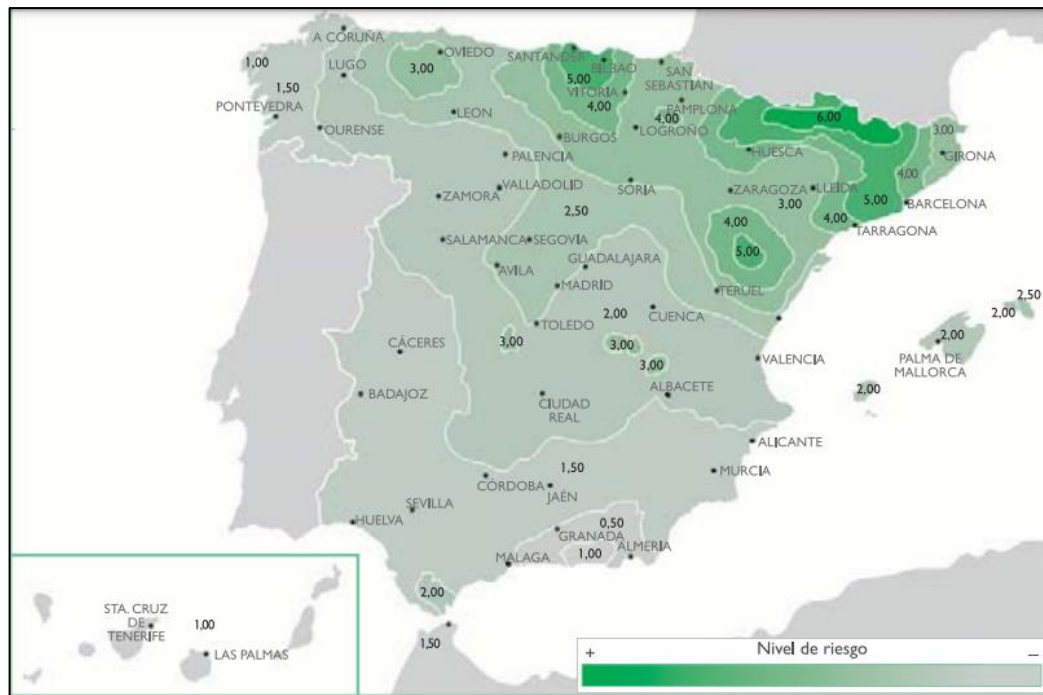 A CORUÑA
OVIEDO
SANTANDER
BILBAO
1,00
LUGO
3,00
5,00
SAN
SEBASTIÁN
1,50
VITORIA
4,00
PAMPLONA
PONTEVEDRA
LEON
4,00
6,00
OURENSE
BURGOS
LOGROÑO
3,00
HUESCA
GIRONA
PALENCIA
4,00
VALLADOLID
SORIA
ZARAGOZA
LLEIDA
ZAMORA
3,00
5,00
BARCELONA
2,50
4,00
4,00
TARRAGONA
SALAMANCA
SEGOVIA
5,00
GUADALAJARA
AVILA
MADRID
TERUEL
2,50
2,00
CUENCA
2,00
TOLEDO
2,00
CÁCERES
3,00
3,00
VALENCIA
PALMA DE
MALLORCA
3,00
ALBACETE
2,00
BADAJOZ
CIUDAD
REAL
ALICANTE
1,50
MURCIA
CÓRDOBA
JAÉN
SEVILLA
HUELVA
0,50
GRANADA
1,00
ALMERIA
MALAGA
2,00
STA. CRUZ
DE
TENERIFE
1,00
1,50
LAS PALMAS
+ Nivel de riesgo –